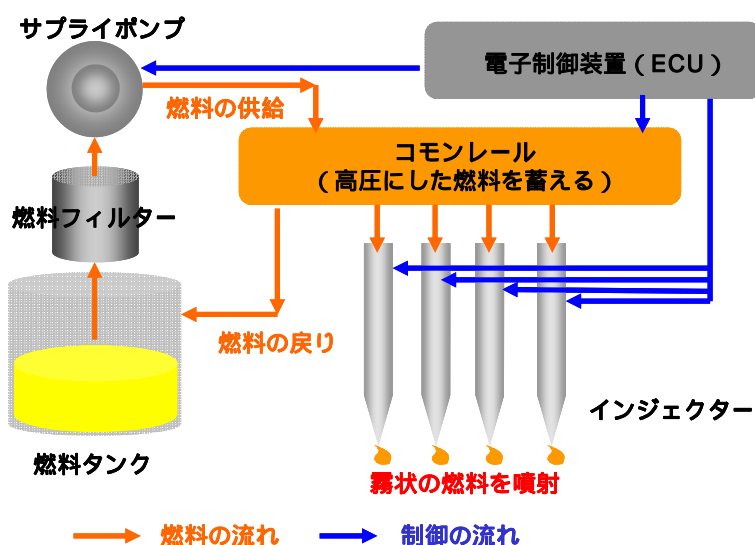 サプライポンプ
電子制御装置（ECU）
燃料の供給
コモンレール
（高圧にした燃料を蓄える）
燃料フィルター
燃料の戻り
インジェクター
燃料タンク
霧状の燃料を噴射
燃料の流れ
制御の流れ